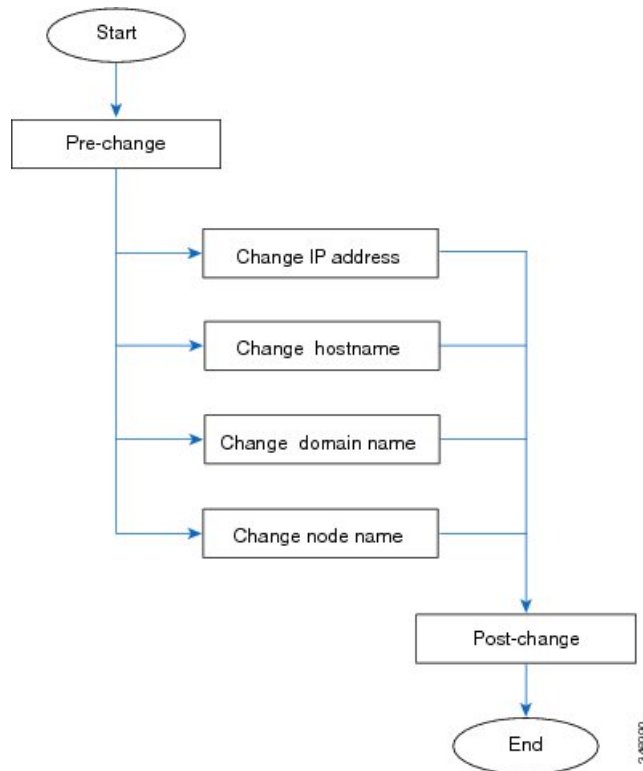 Start
Pre-change
Change IP address
Change hostname
Change domain name
Change node name
Post-change
End